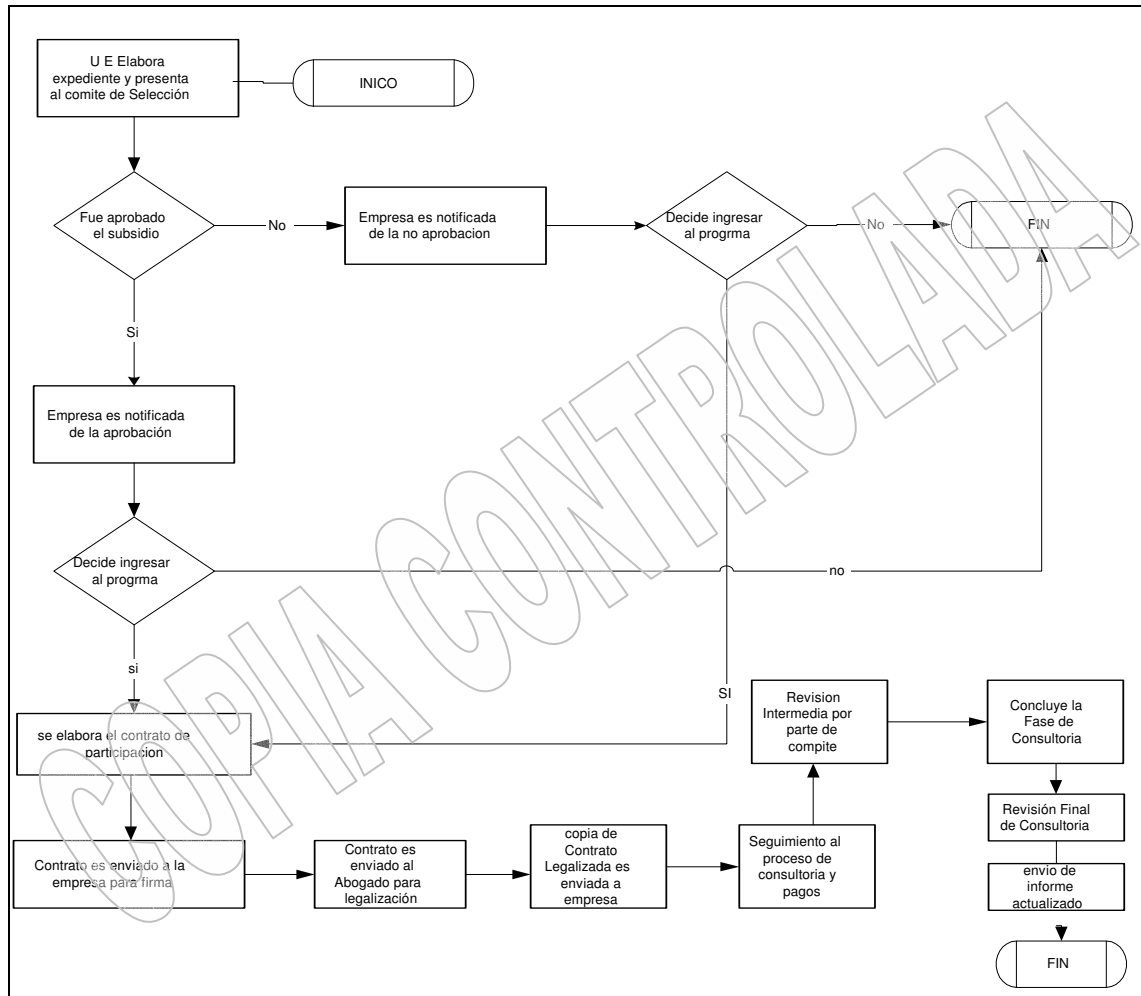 U E Elabora
expediente y presenta
al comite de Selección
INICO
Fue aprobado
el subsidio
No
Empresa es notificada
de la no aprobacion
Decide ingresar
al progrma
No
FIN
Si
Empresa es notificada
de la aprobación
Decide ingresar
al progrma
no
si
SI
se elabora el contrato de
participacion
Contrato es enviado a la
empresa para firma
Contrato es
enviado al
Abogado para
legalización
copia de
Contrato
Legalizada es
enviada a
empresa
Seguimiento al
proceso de
consultoria y
pagos
Revision
Intermedia por
parte de
compite
Concluye la
Fase de
Consultoria
Revisión Final
de Consultoria
envio de
informe
actualizado
FIN
COPIA CONTROLADA